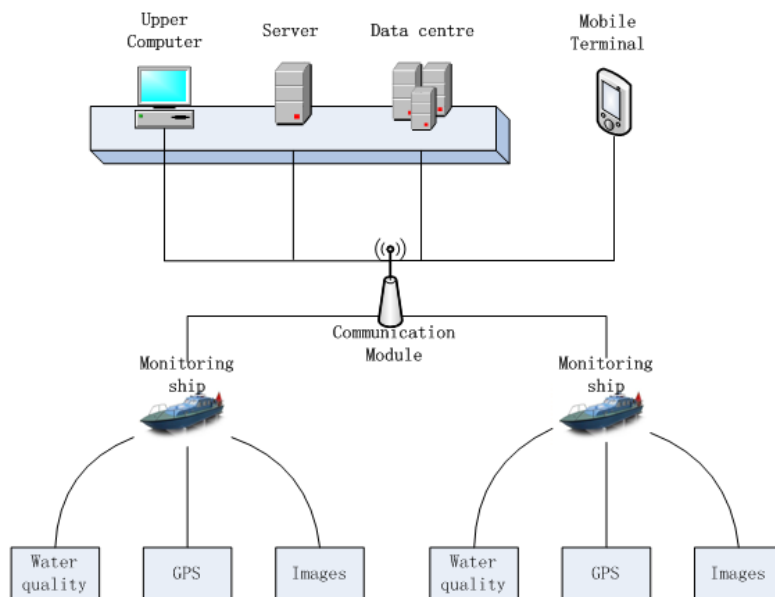 Upper
Computer
Server
Data centre
Mobile
Terminal
Communication
Module
Monitoring
ship
Monitoring
ship
Water
quality
GPS
Images
Water
quality
GPS
Images